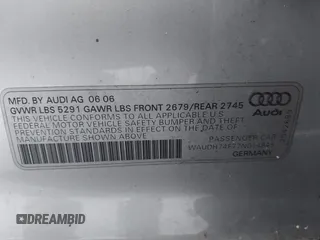 MFD. BY AUDI AG 06 06
GVWR LBS 5291 GAWR LBS FRONT 2679/REAR 2745
THIS VEHICLE CONFORMS TO ALL APPLICABLE U.S.
FEDERAL MOTOR VEHICLE SAFETY BUMPER AND THEFT
PREVENTION STANDARDS IN EFFECT ON THE DATE OF
MANUFACTURE SHOWN ABOVE.
Audi
PASSENGER CAR
GERMANY
DREAMBID